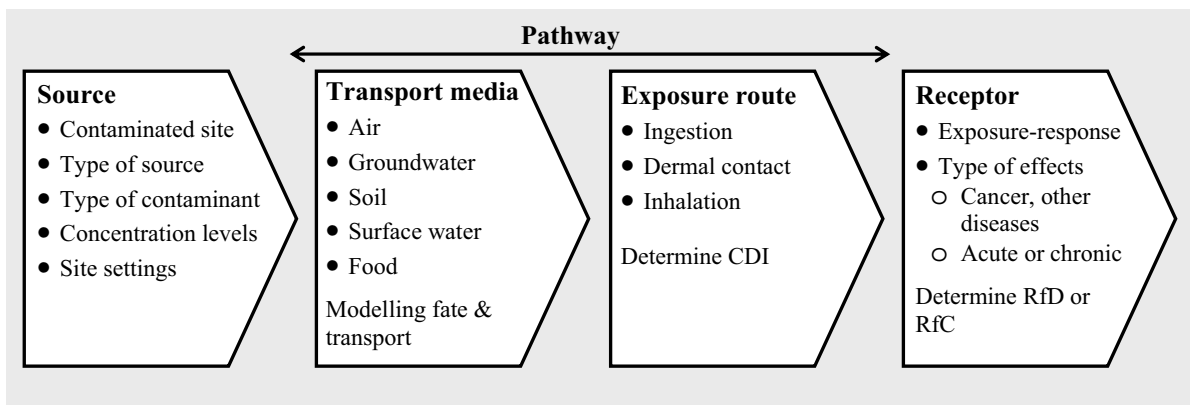 Pathway
Source
• Contaminated site
• Type of source
• Type of contaminant
• Concentration levels
• Site settings
Transport media
• Air
• Groundwater
• Soil
• Surface water
• Food
Modelling fate &
transport
Exposure route
• Ingestion
• Dermal contact
• Inhalation
Determine CDI
Receptor
• Exposure-response
• Type of effects
o Cancer, other
diseases
o Acute or chronic
Determine RfD or
RfC